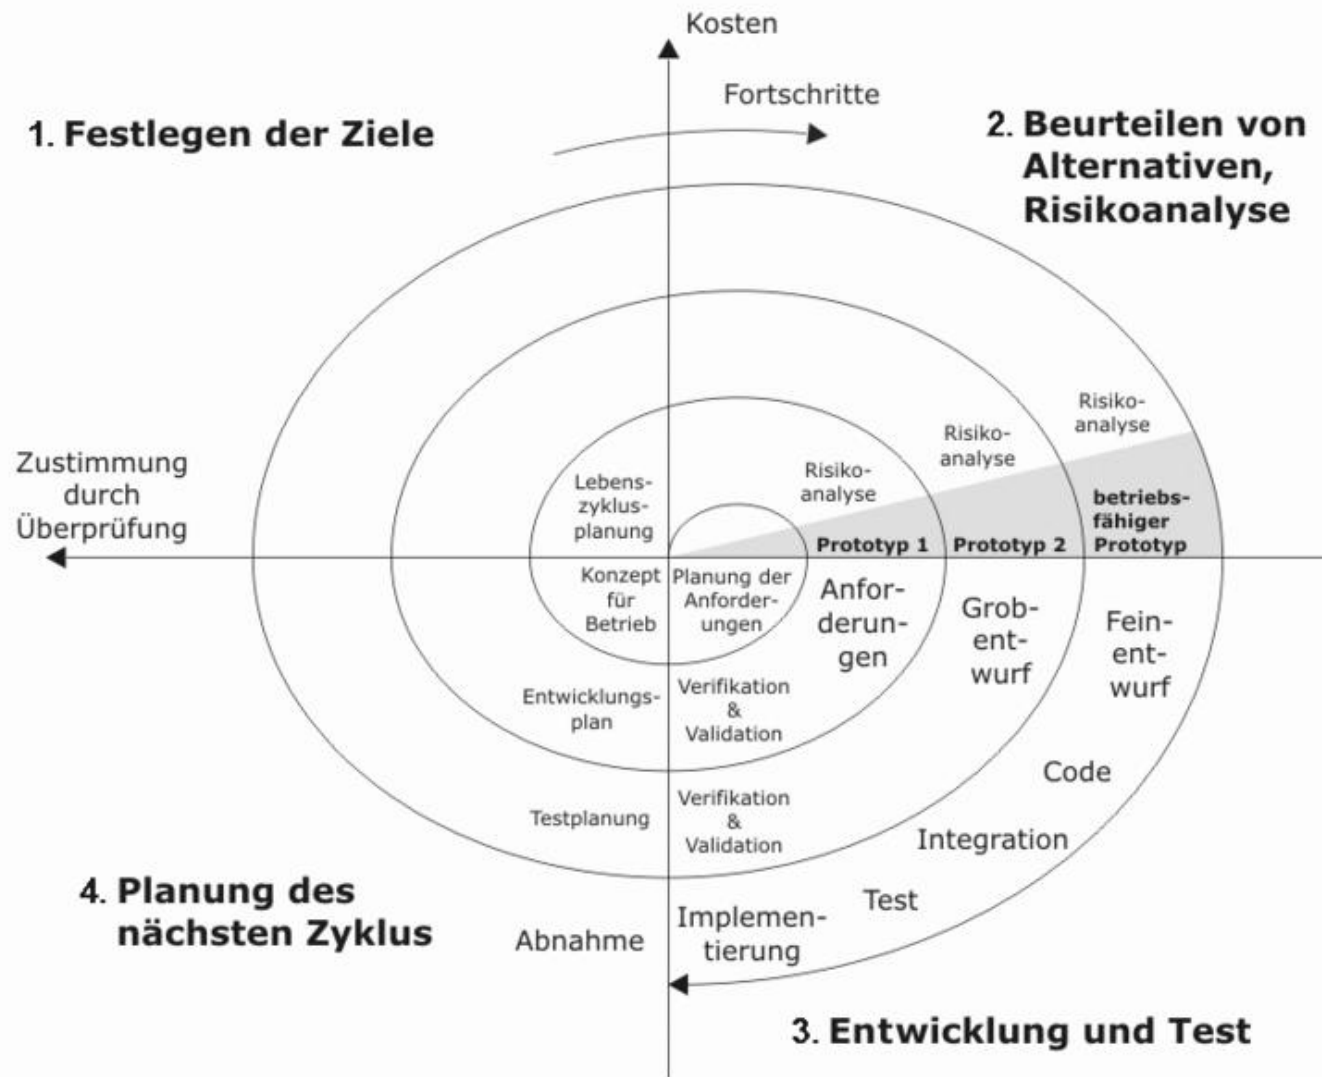 Kosten
Fortschritte
1. Festlegen der Ziele
2. Beurteilen von
Alternativen,
Risikoanalyse
Risiko-
analyse
Risiko-
analyse
Risiko-
analyse
Zustimmung
durch
Überprüfung
Lebens-
zyklus-
planung
betriebs-
fähiger
Prototyp
Prototyp 1
Prototyp 2
Konzept
für
Betrieb
Planung der
Anforder-
ungen
Anfor-
derun-
gen
Grob-
ent-
wurf
Fein-
ent-
wurf
Entwicklungs-
plan
Verifikation
&
Validation
Code
Testplanung
Verifikation
&
Validation
Integration
4. Planung des
nächsten Zyklus
Test
Abnahme
Implemen-
tierung
3. Entwicklung und Test